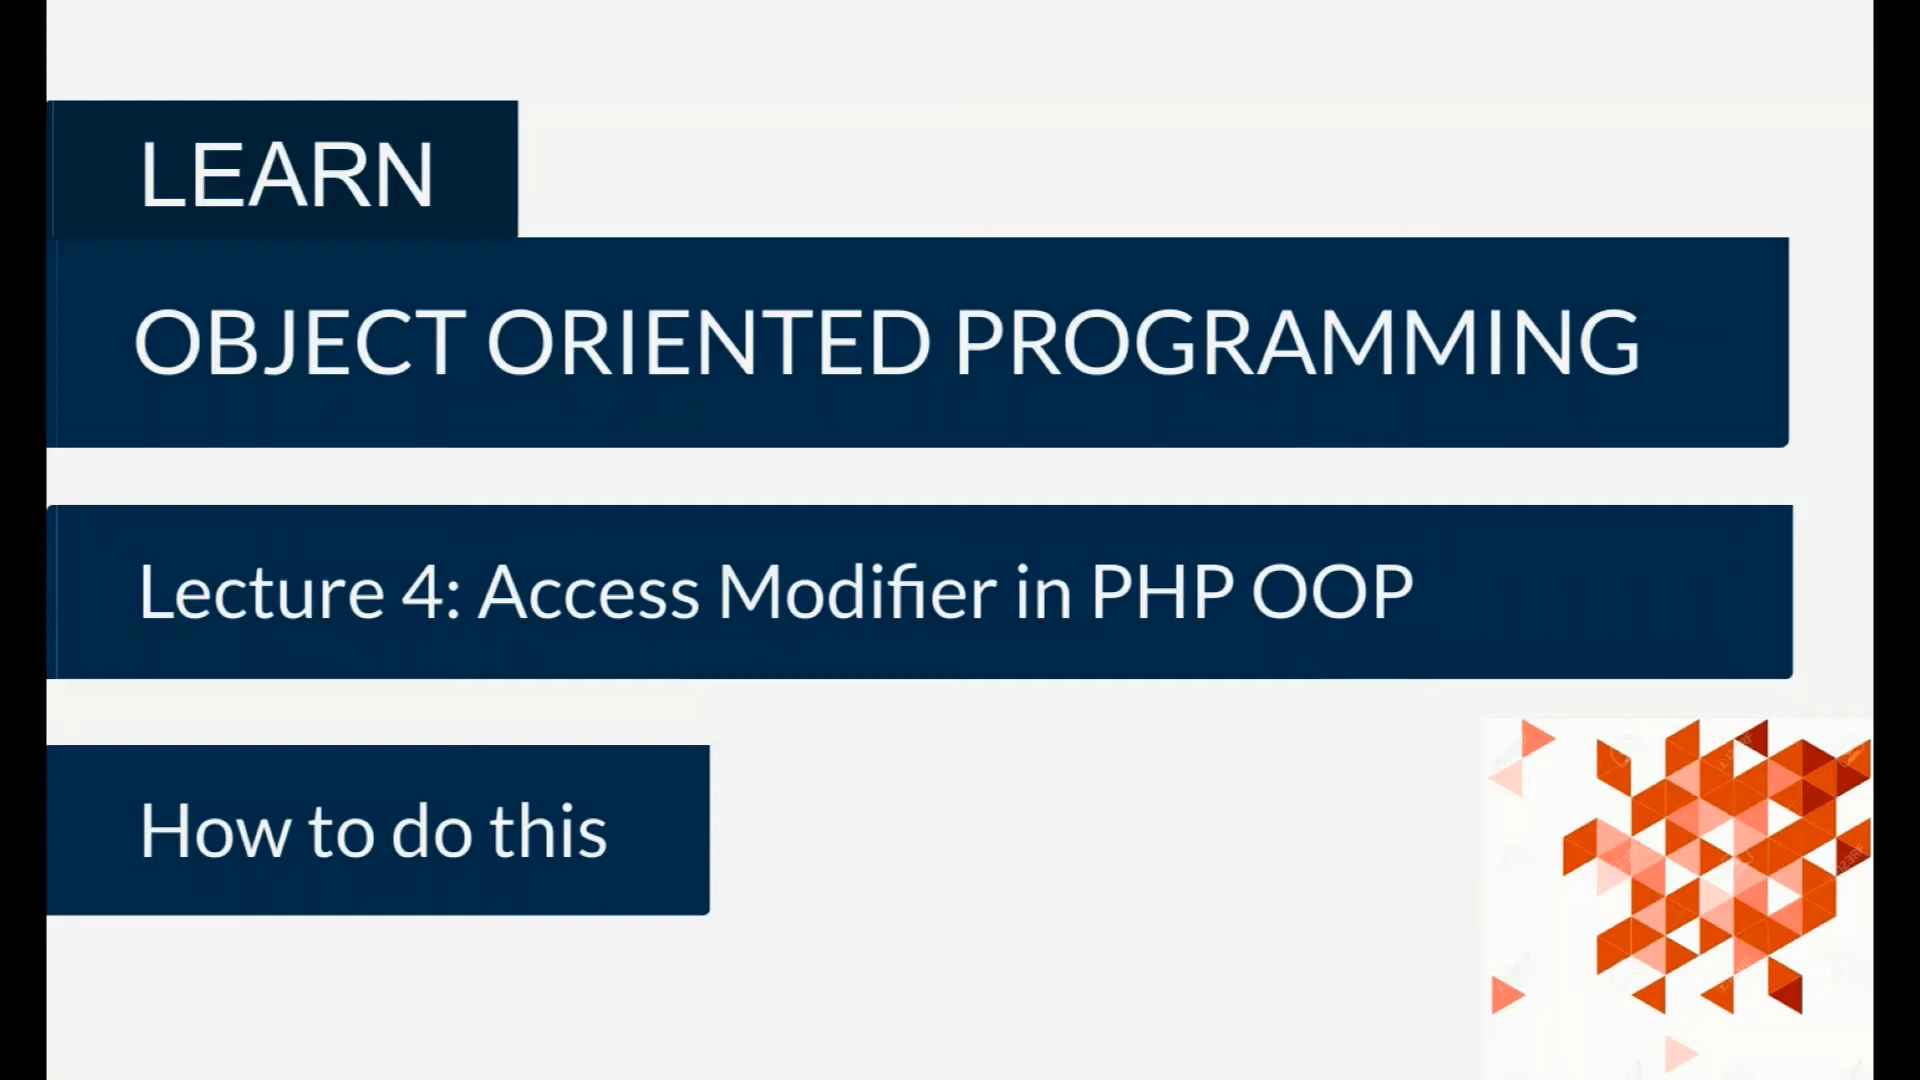 LEARN
OBJECT ORIENTED PROGRAMMING
Lecture 4: Access Modifier in PHP OOP
How to do this